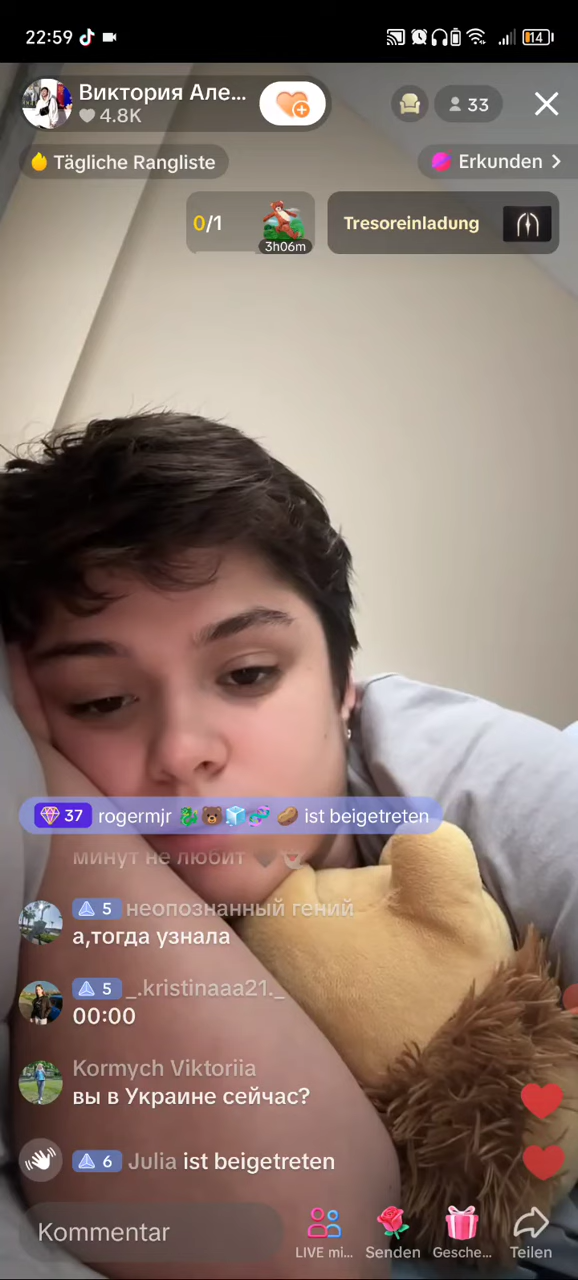 22:59
14
Виктория Але...
4.8K
33
Tägliche Rangliste
Erkunden
0/1
3h06m
Tresoreinladung
37 rogermjr ist beigetreten
минут не любит
5 неопознанный гений
а,тогда узнала
5 _.kristinaaa21._
00:00
Kormych Viktoriia
вы в Украине сейчас?
6 Julia ist beigetreten
Kommentar
LIVE mi...
Senden
Gesche...
Teilen